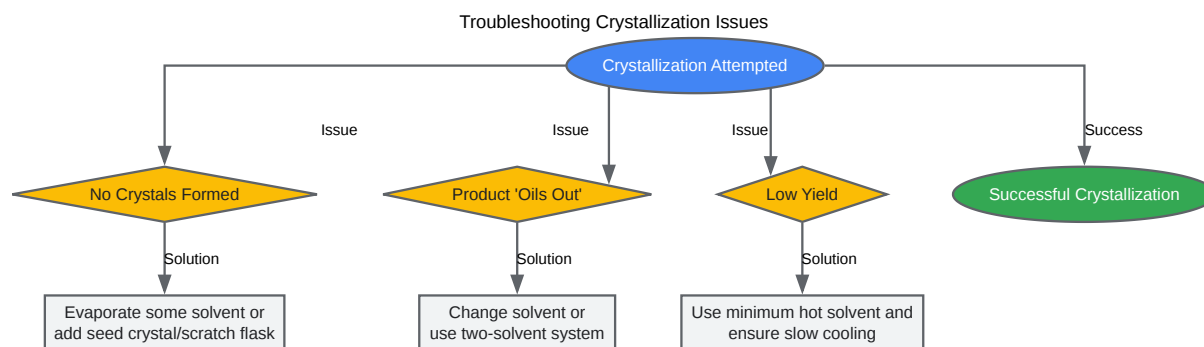 Troubleshooting Crystallization Issues
Crystallization Attempted
Issue
Issue
Issue
Success
No Crystals Formed
Product 'Oils Out'
Low Yield
Successful Crystallization
Solution
Solution
Solution
Evaporate some solvent or
add seed crystal/scratch flask
Change solvent or
use two-solvent system
Use minimum hot solvent and
ensure slow cooling